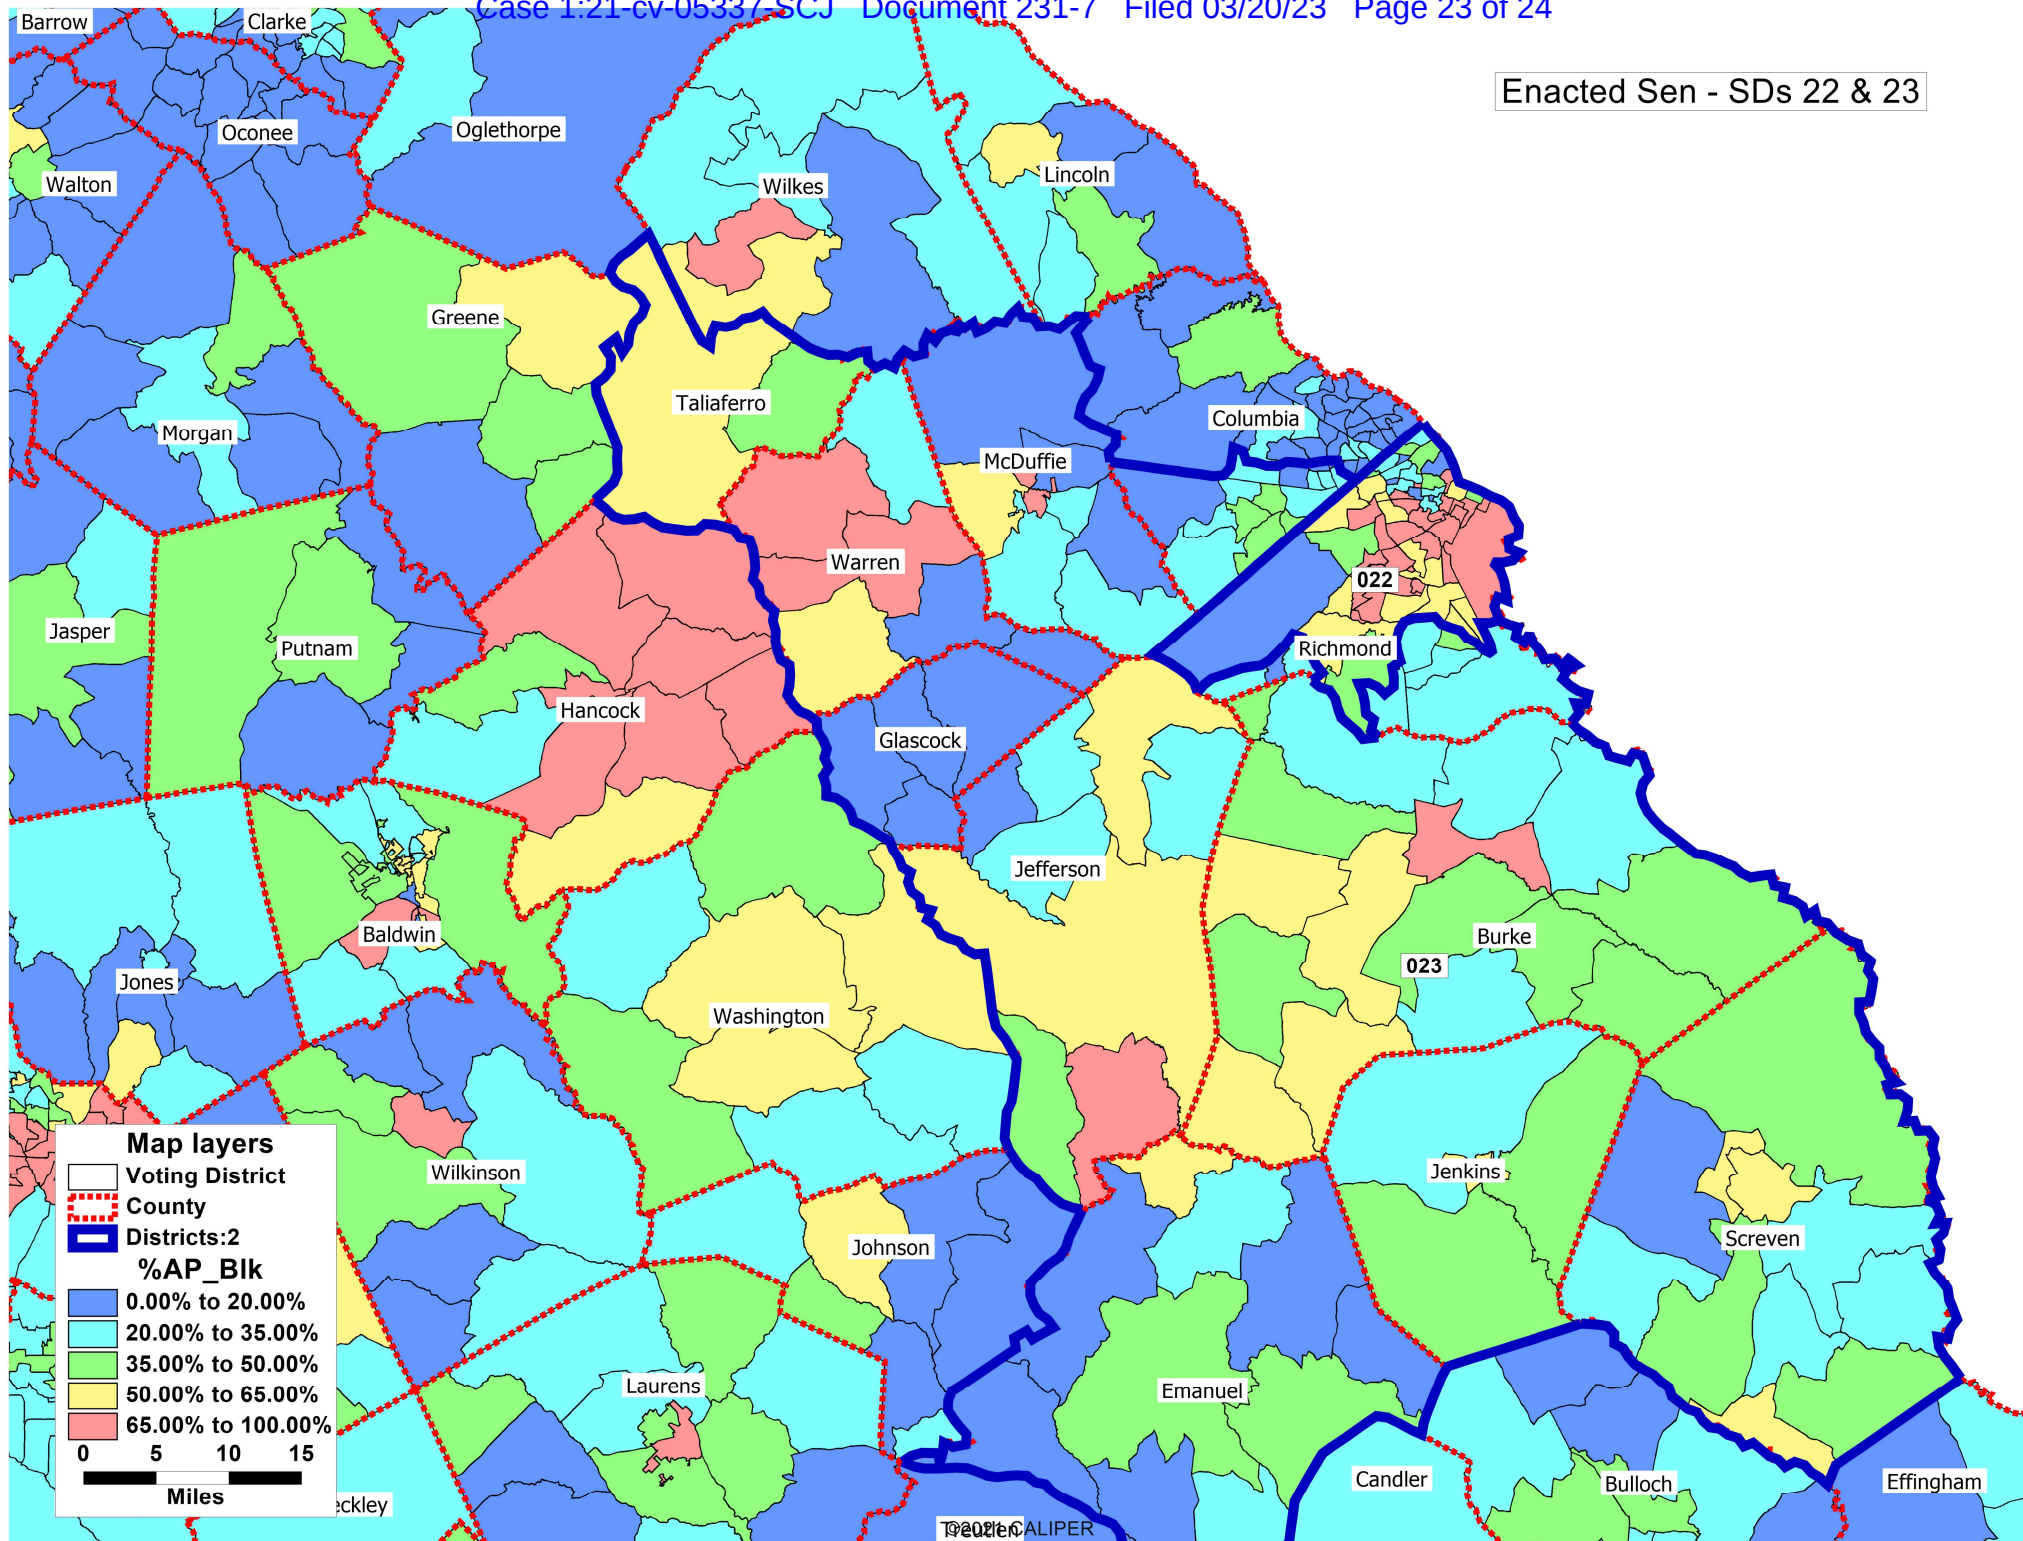 Case 1:21-cv-05337-SCJ Document 231-7 Filed 03/20/23 Page 23 of 24
Enacted Sen - SDs 22 & 23
Barrow
Clarke
Oconee
Oglethorpe
Walton
Wilkes
Lincoln
Greene
Taliaferro
Columbia
Morgan
McDuffie
Warren
022
Jasper
Putnam
Richmond
Hancock
Glascock
Jefferson
Baldwin
Burke
023
Jones
Washington
Wilkinson
Jenkins
Johnson
Screven
Laurens
Emanuel
Candler
Bulloch
Effingham
eckley
Treutlen
©2021 CALIPER
Map layers
Voting District
County
Districts:2
%AP_Blk
0.00% to 20.00%
20.00% to 35.00%
35.00% to 50.00%
50.00% to 65.00%
65.00% to 100.00%
0 5 10 15
Miles